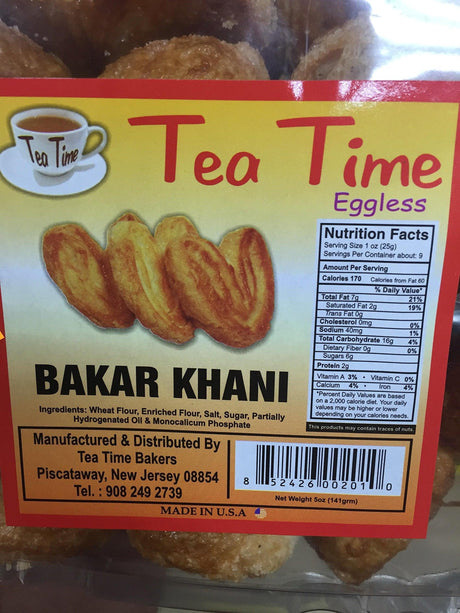 Tea Time
Tea Time
Eggless
Nutrition Facts
Serving Size 1 oz (25g)
Servings Per Container about: 9
Amount Per Serving
Calories 170 Calories from Fat 60
% Daily Value*
Total Fat 7g 21%
Saturated Fat 2g 19%
Trans Fat 0g
Cholesterol 0mg 0%
Sodium 40mg 1%
Total Carbohydrate 16g 4%
Dietary Fiber 0g 0%
Sugars 6g
Protein 2g
Vitamin A 3% • Vitamin C 0%
Calcium 4% • Iron 4%
*Percent Daily Values are based
on a 2,000 calorie diet. Your daily
values may be higher or lower
depending on your calories needs.
This products may contain traces of nuts.
BAKAR KHANI
Ingredients: Wheat Flour, Enriched Flour, Salt, Sugar, Partially
Hydrogenated Oil & Monocalicum Phosphate
Manufactured & Distributed By
Tea Time Bakers
Piscataway, New Jersey 08854
Tel. : 908 249 2739
8 52426 00201 0
Net Weight 5oz (141grm)
MADE IN U.S.A